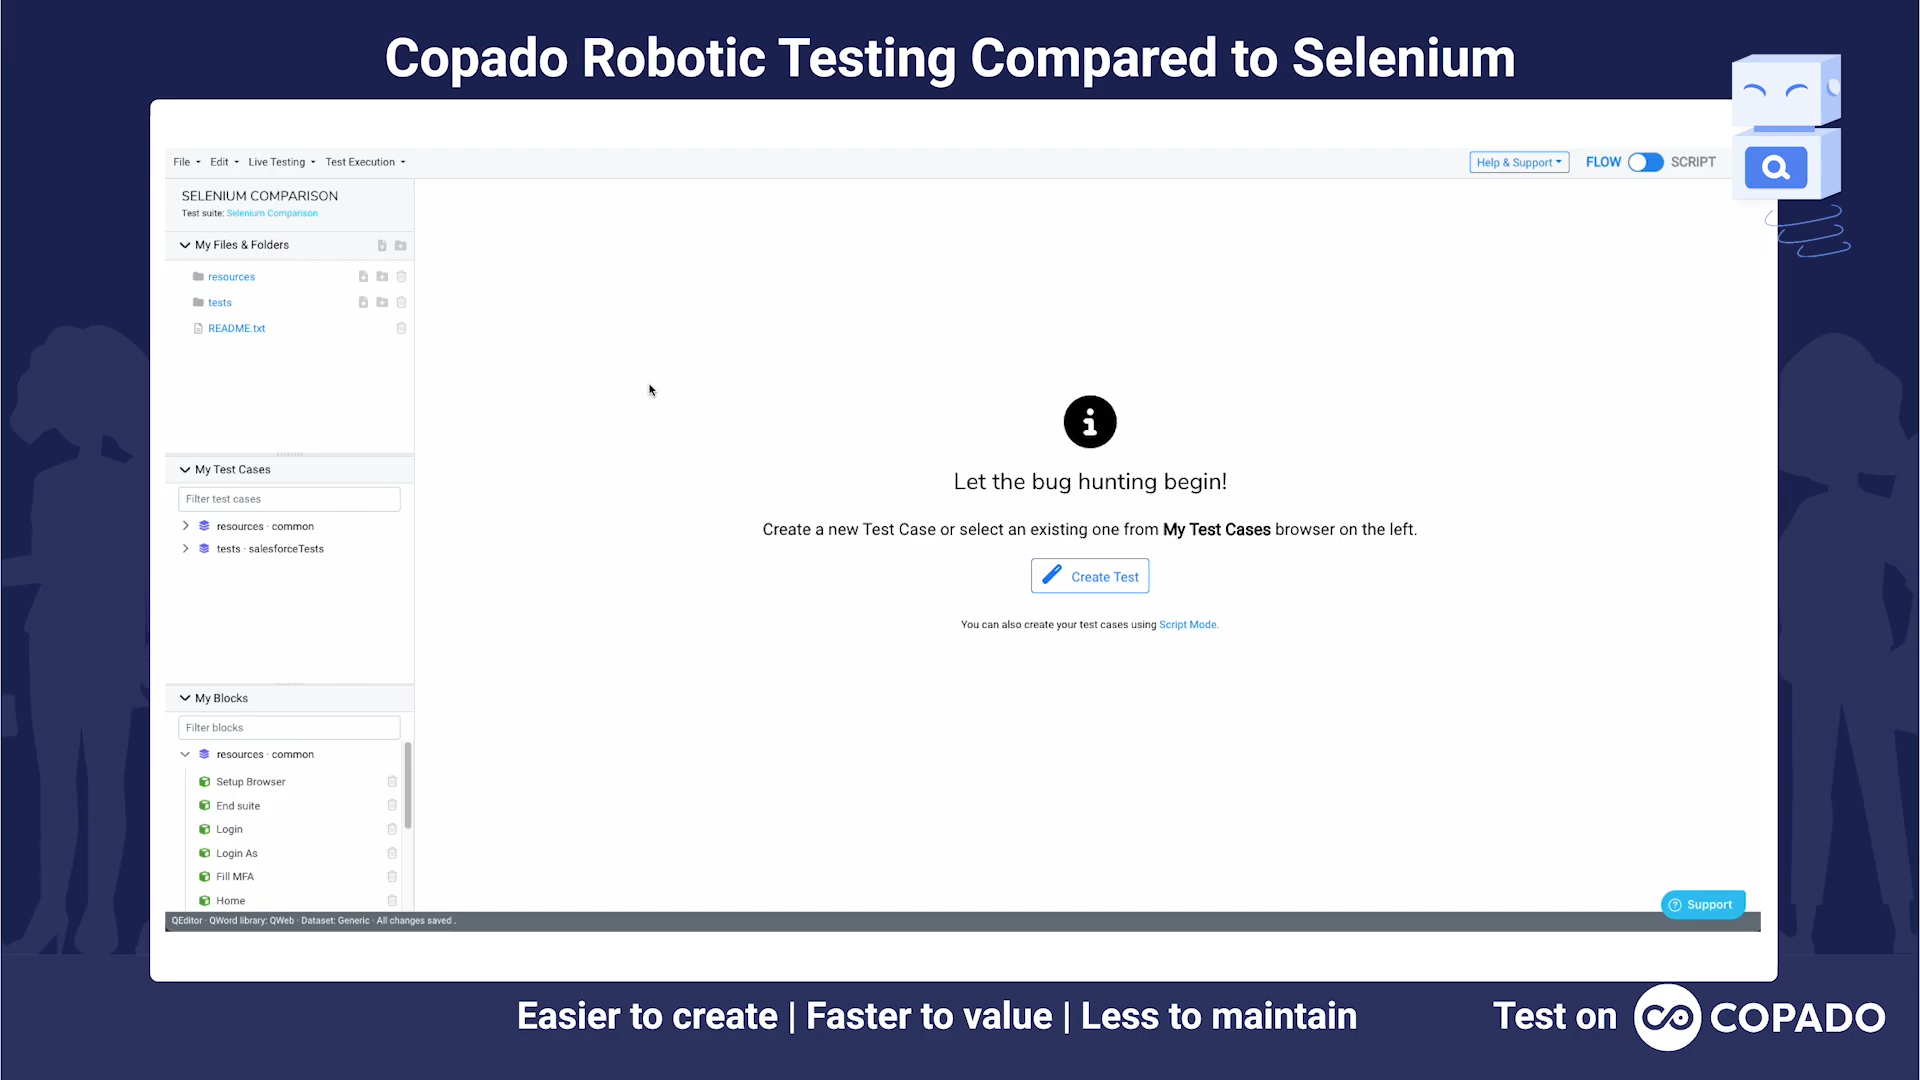 Copado Robotic Testing Compared to Selenium
File Edit Live Testing Test Execution
Help & Support
FLOW SCRIPT
SELENIUM COMPARISON
Test suite: Selenium Comparison
My Files & Folders
resources
tests
README.txt
My Test Cases
Filter test cases
resources · common
tests · salesforceTests
My Blocks
Filter blocks
resources · common
Setup Browser
End suite
Login
Login As
Fill MFA
Home
Let the bug hunting begin!
Create a new Test Case or select an existing one from My Test Cases browser on the left.
Create Test
You can also create your test cases using Script Mode.
Support
QEditor · QWord library: QWeb · Dataset: Generic · All changes saved .
Easier to create | Faster to value | Less to maintain
Test on COPADO